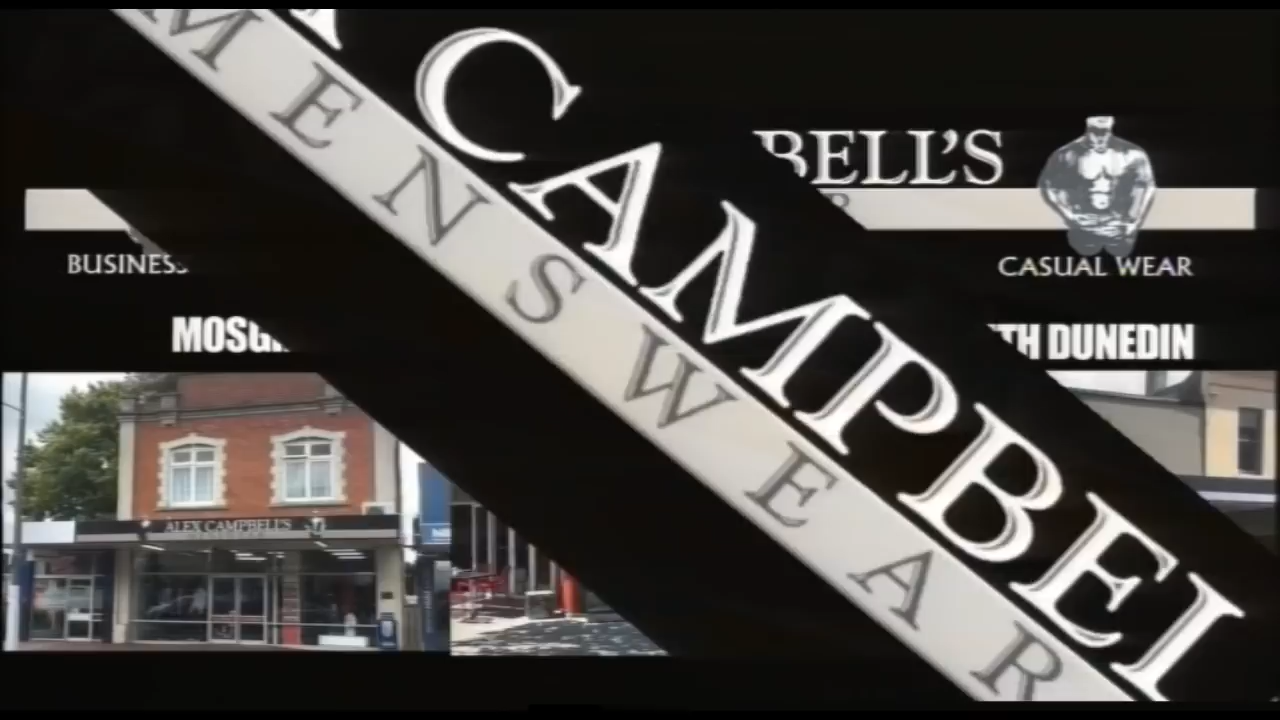 CAMPBEL
MENSWEAR
BELL'S
R
BUSINESS
CASUAL WEAR
MOSG
TH DUNEDIN
ALEX CAMPBELL'S